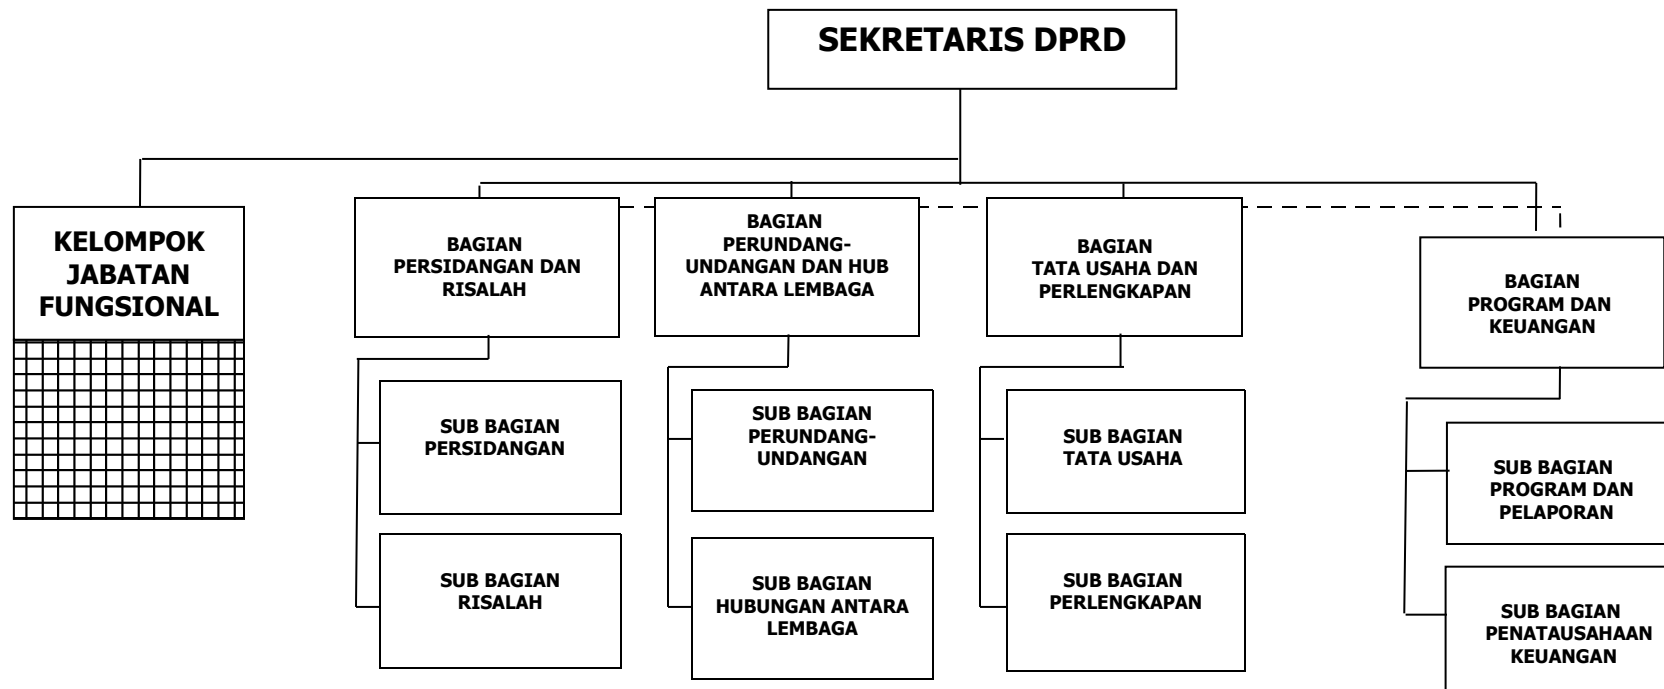 SEKRETARIS DPRD
KELOMPOK
JABATAN
FUNGSIONAL
BAGIAN
PERSIDANGAN DAN
RISALAH
BAGIAN
PERUNDANG-
UNDANGAN DAN HUB
ANTARA LEMBAGA
BAGIAN
TATA USAHA DAN
PERLENGKAPAN
BAGIAN
PROGRAM DAN
KEUANGAN
SUB BAGIAN
PERSIDANGAN
SUB BAGIAN
PERUNDANG-
UNDANGAN
SUB BAGIAN
TATA USAHA
SUB BAGIAN
PROGRAM DAN
PELAPORAN
SUB BAGIAN
RISALAH
SUB BAGIAN
HUBUNGAN ANTARA
LEMBAGA
SUB BAGIAN
PERLENGKAPAN
SUB BAGIAN
PENATAUSAHAAN
KEUANGAN